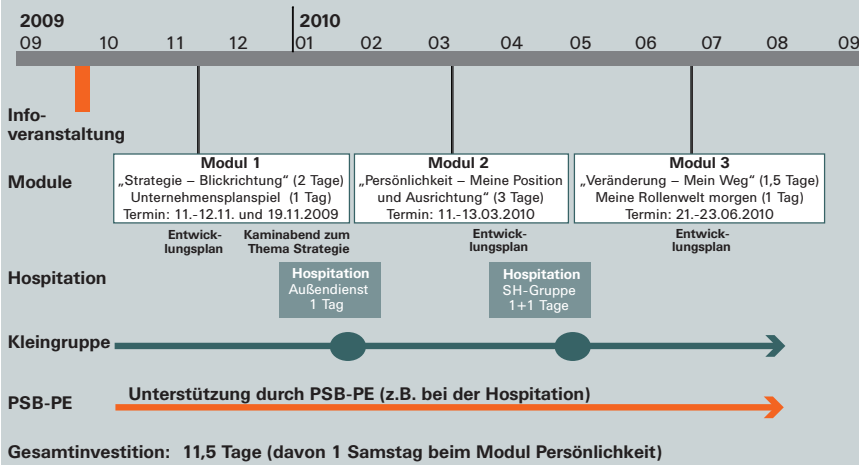 2009
2010
09 10 11 12 01 02 03 04 05 06 07 08 09
Info-
veranstaltung
Module
Modul 1
„Strategie – Blickrichtung“ (2 Tage)
Unternehmensplanspiel (1 Tag)
Termin: 11.-12.11. und 19.11.2009
Modul 2
„Persönlichkeit – Meine Position
und Ausrichtung“ (3 Tage)
Termin: 11.-13.03.2010
Modul 3
„Veränderung – Mein Weg“ (1,5 Tage)
Meine Rollenwelt morgen (1 Tag)
Termin: 21.-23.06.2010
Entwick-
lungsplan
Kaminabend zum
Thema Strategie
Entwick-
lungsplan
Entwick-
lungsplan
Hospitation
Hospitation
Außendienst
1 Tag
Hospitation
SH-Gruppe
1+1 Tage
Kleingruppe
PSB-PE
Unterstützung durch PSB-PE (z.B. bei der Hospitation)
Gesamtinvestition: 11,5 Tage (davon 1 Samstag beim Modul Persönlichkeit)